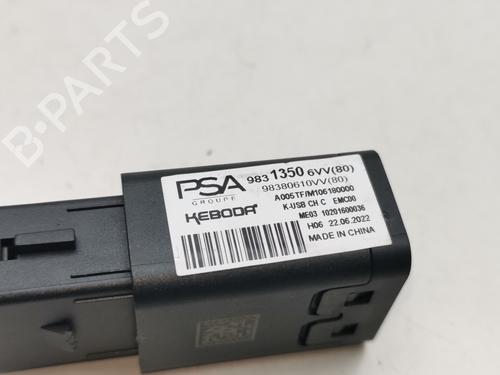 PSA
GROUPE
KEBODA
9831350 6VV(80)
98380610VV(80)
A005TF/M106180000
K-USB CH C EMC00
ME03 10201600036
H06 22.06.2022
MADE IN CHINA
B-PARTS